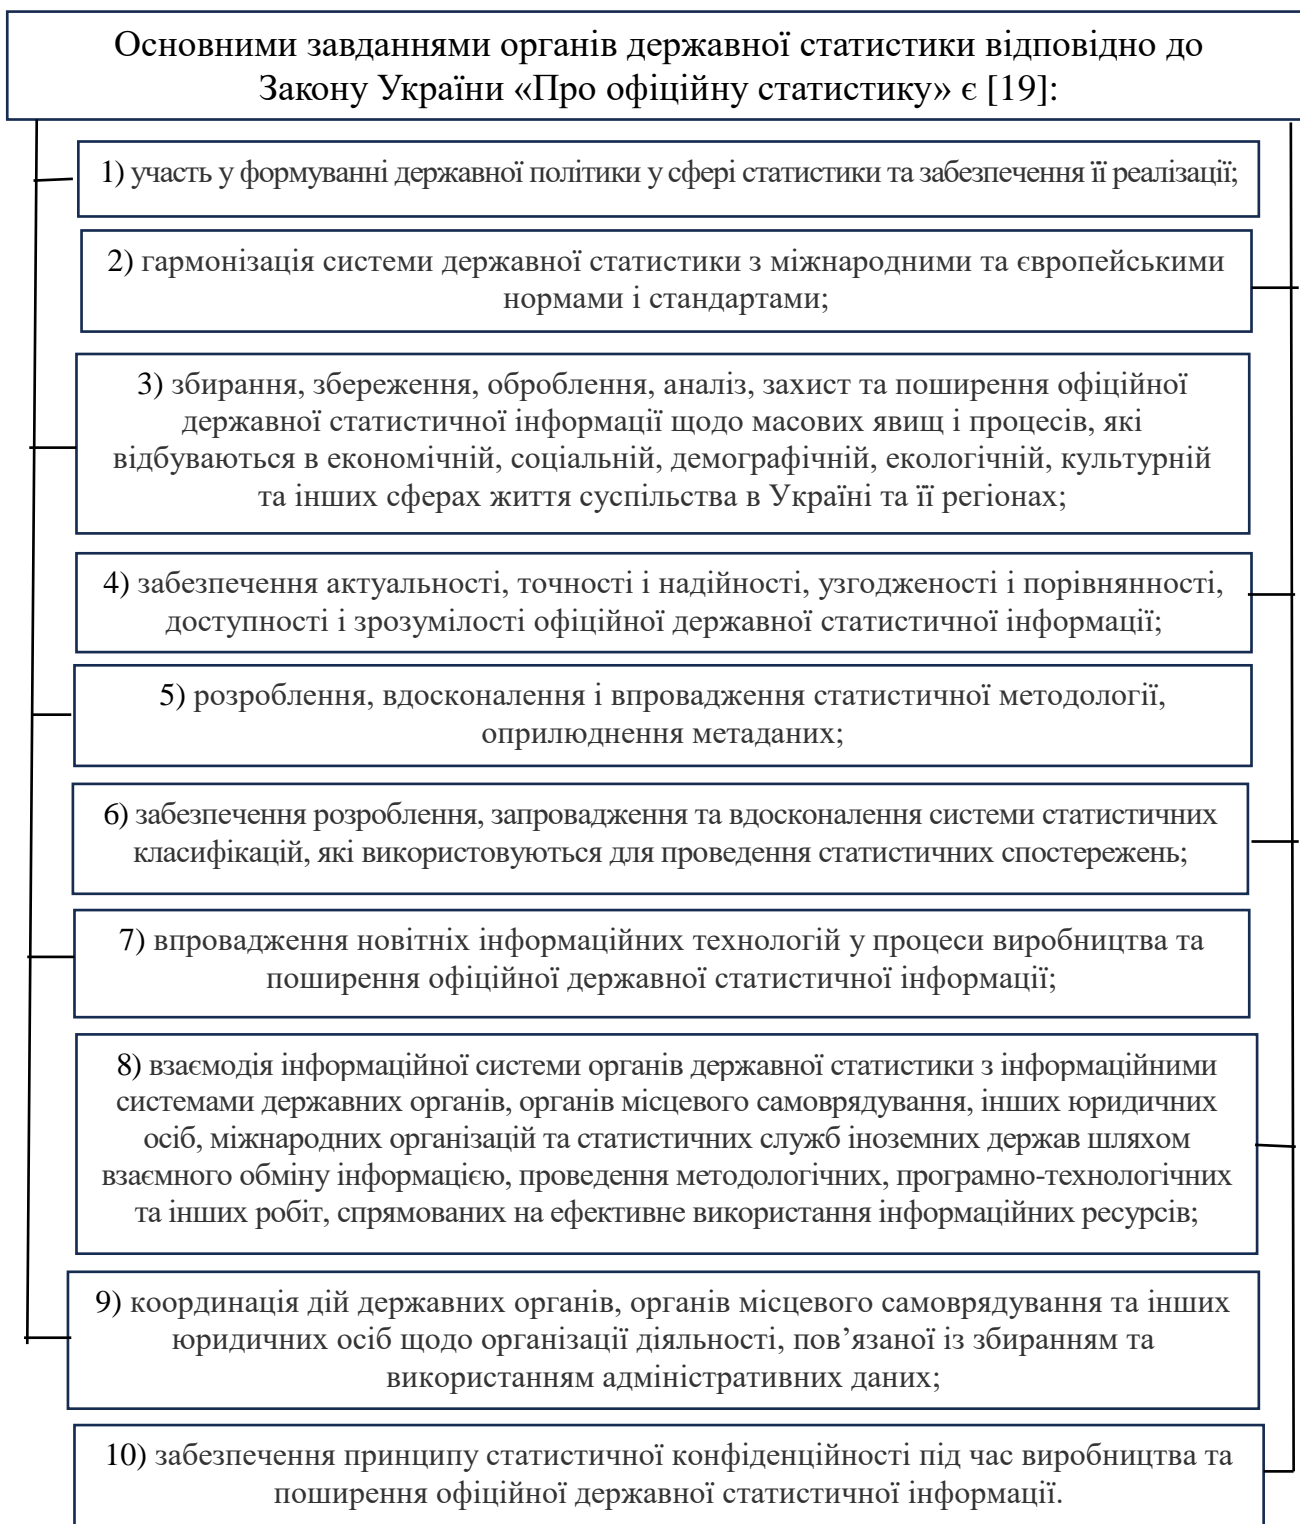 Основними завданнями органів державної статистики відповідно до
Закону України «Про офіційну статистику» є [19]:
1) участь у формуванні державної політики у сфері статистики та забезпечення її реалізації;
2) гармонізація системи державної статистики з міжнародними та європейськими
нормами і стандартами;
3) збирання, збереження, оброблення, аналіз, захист та поширення офіційної
державної статистичної інформації щодо масових явищ і процесів, які
відбуваються в економічній, соціальній, демографічній, екологічній, культурній
та інших сферах життя суспільства в Україні та її регіонах;
4) забезпечення актуальності, точності і надійності, узгодженості і порівнянності,
доступності і зрозумілості офіційної державної статистичної інформації;
5) розроблення, вдосконалення і впровадження статистичної методології,
оприлюднення метаданих;
6) забезпечення розроблення, запровадження та вдосконалення системи статистичних
класифікацій, які використовуються для проведення статистичних спостережень;
7) впровадження новітніх інформаційних технологій у процеси виробництва та
поширення офіційної державної статистичної інформації;
8) взаємодія інформаційної системи органів державної статистики з інформаційними
системами державних органів, органів місцевого самоврядування, інших юридичних
осіб, міжнародних організацій та статистичних служб іноземних держав шляхом
взаємного обміну інформацією, проведення методологічних, програмно-технологічних
та інших робіт, спрямованих на ефективне використання інформаційних ресурсів;
9) координація дій державних органів, органів місцевого самоврядування та інших
юридичних осіб щодо організації діяльності, пов’язаної із збиранням та
використанням адміністративних даних;
10) забезпечення принципу статистичної конфіденційності під час виробництва та
поширення офіційної державної статистичної інформації.